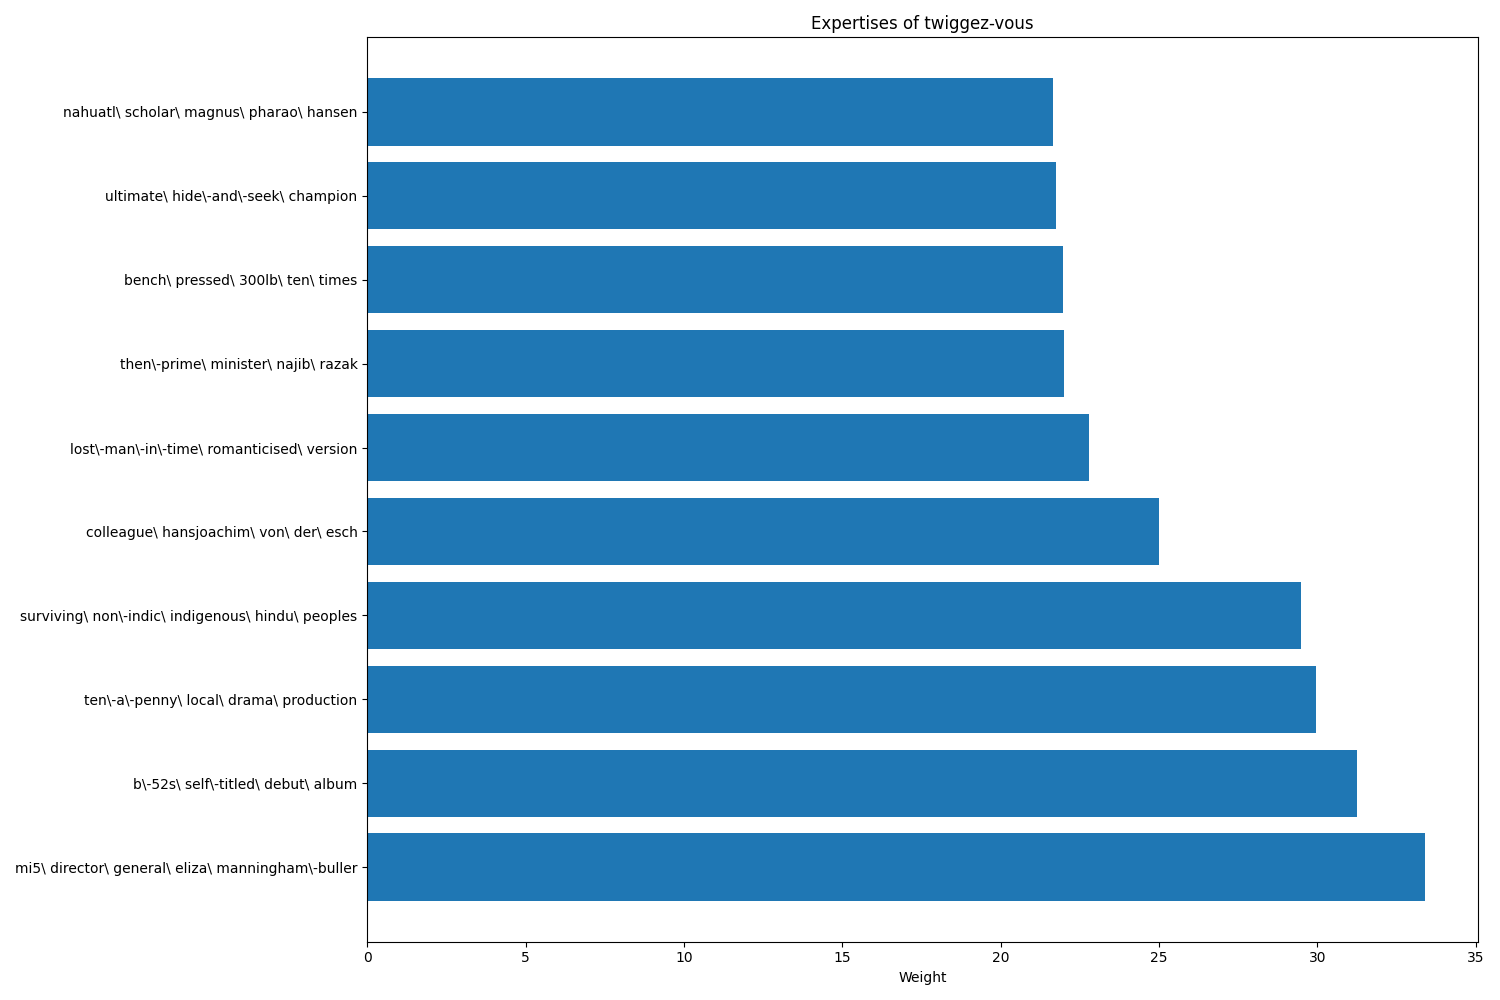 Expertises of twiggez-vous
nahuatl\ scholar\ magnus\ pharao\ hansen
ultimate\ hide\-and\-seek\ champion
bench\ pressed\ 300lb\ ten\ times
then\-prime\ minister\ najib\ razak
lost\-man\-in\-time\ romanticised\ version
colleague\ hansjoachim\ von\ der\ esch
surviving\ non\-indic\ indigenous\ hindu\ peoples
ten\-a\-penny\ local\ drama\ production
b\-52s\ self\-titled\ debut\ album
mi5\ director\ general\ eliza\ manningham\-buller
0 5 10 15 20 25 30 35
Weight